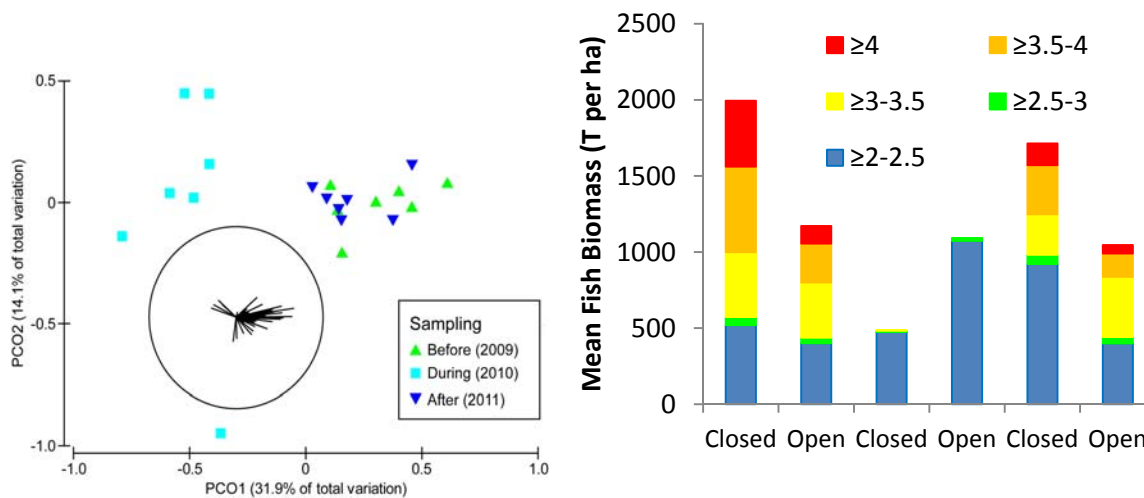 0.5
0
-0.5
-1.0
PCO2 (14.1% of total variation)
-1.0 -0.5 0 0.5 1.0
PCO1 (31.9% of total variation)
Sampling
Before (2009)
During (2010)
After (2011)
Mean Fish Biomass (T per ha)
2500
2000
1500
1000
500
0
≥4 ≥3.5-4
≥3-3.5 ≥2.5-3
≥2-2.5
Closed Open Closed Open Closed Open